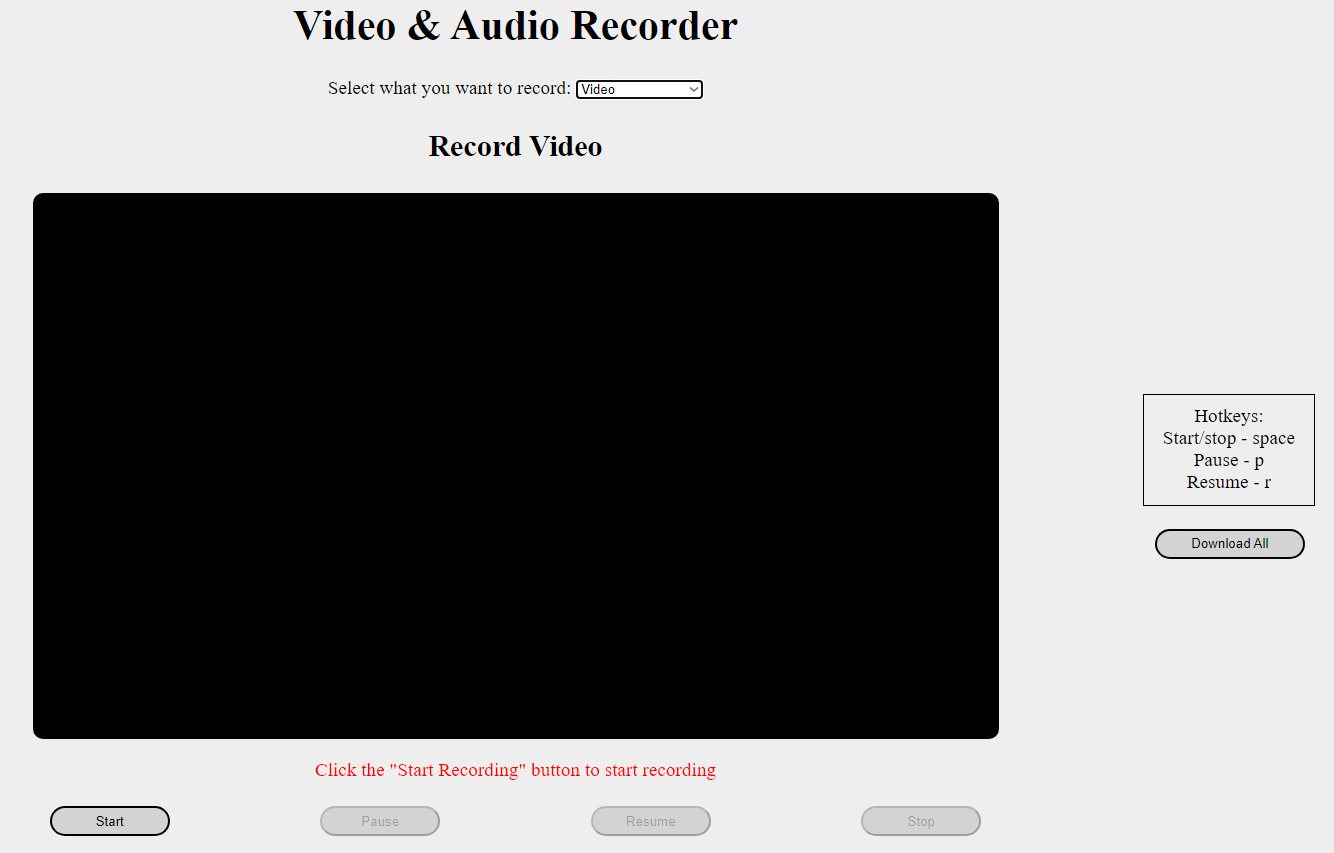 Video & Audio Recorder
Select what you want to record: Video
Record Video
Hotkeys:
Start/stop - space
Pause - p
Resume - r
Download All
Click the "Start Recording" button to start recording
Start
Pause
Resume
Stop